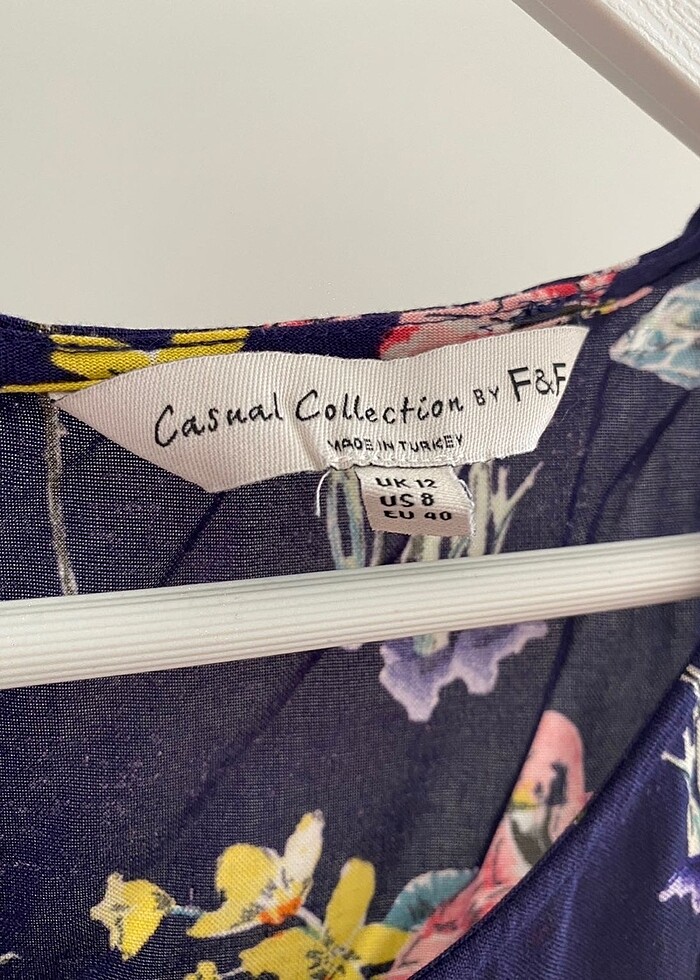 Casual Collection BY F&F
MADE IN TURKEY
UK 12
US 8
EU 40